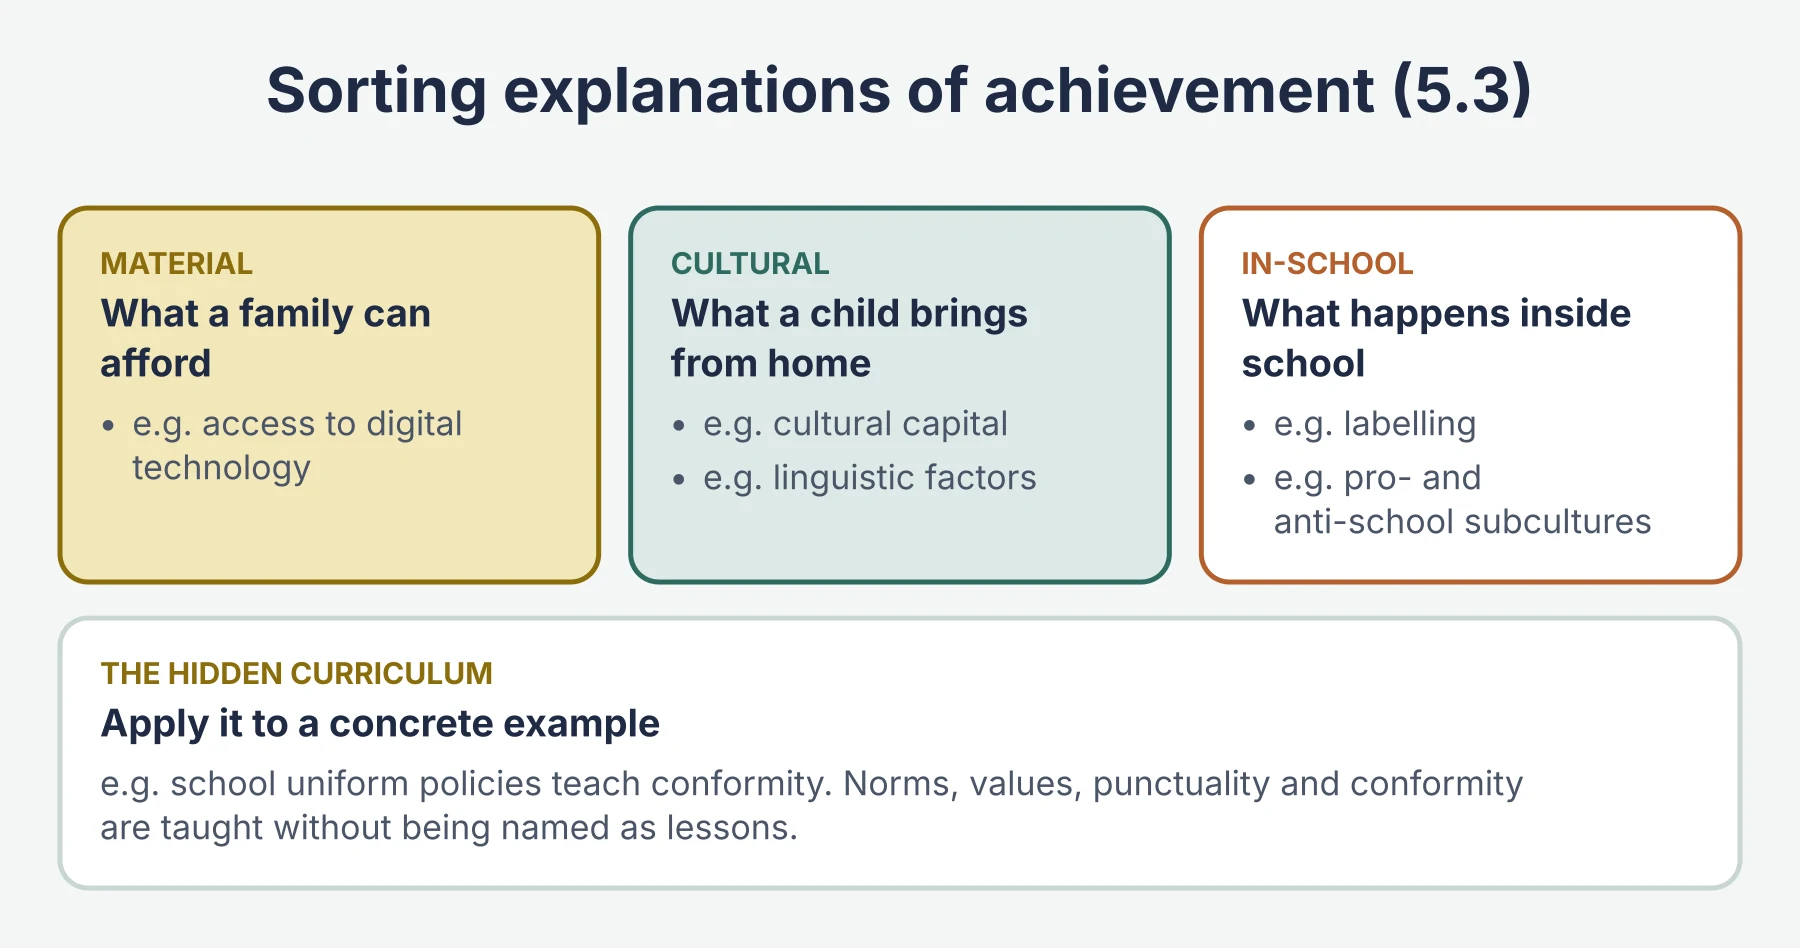 Sorting explanations of achievement (5.3)
MATERIAL
What a family can
afford
• e.g. access to digital
technology
CULTURAL
What a child brings
from home
• e.g. cultural capital
• e.g. linguistic factors
IN-SCHOOL
What happens inside
school
• e.g. labelling
• e.g. pro- and
anti-school subcultures
THE HIDDEN CURRICULUM
Apply it to a concrete example
e.g. school uniform policies teach conformity. Norms, values, punctuality and conformity
are taught without being named as lessons.